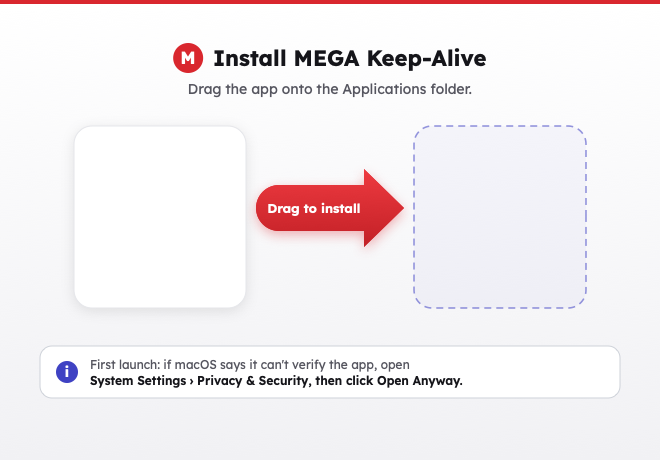 M Install MEGA Keep-Alive
Drag the app onto the Applications folder.
Drag to install
i
First launch: if macOS says it can't verify the app, open
System Settings › Privacy & Security, then click Open Anyway.